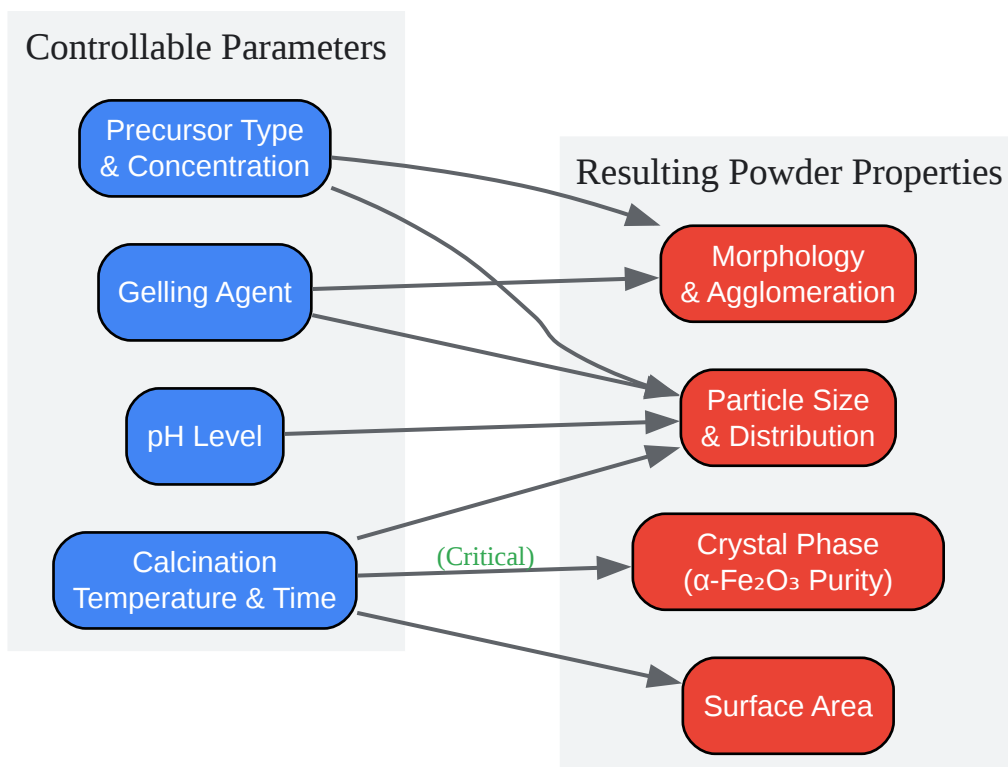 Controllable Parameters
Precursor Type
& Concentration
Gelling Agent
pH Level
Calcination
Temperature & Time
(Critical)
Resulting Powder Properties
Morphology
& Agglomeration
Particle Size
& Distribution
Crystal Phase
(α-Fe₂O₃ Purity)
Surface Area